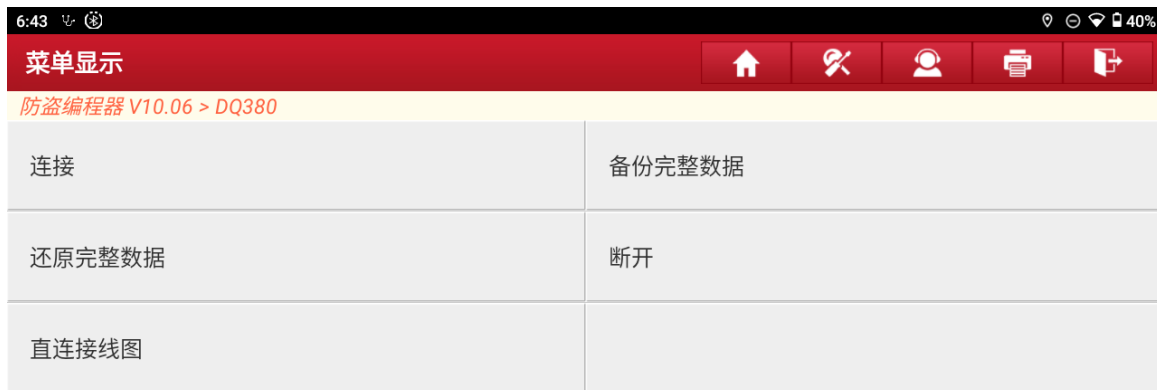 6:43 40%
菜单显示
防盗编程器 V10.06 > DQ380
连接 备份完整数据
还原完整数据 断开
直连接线图